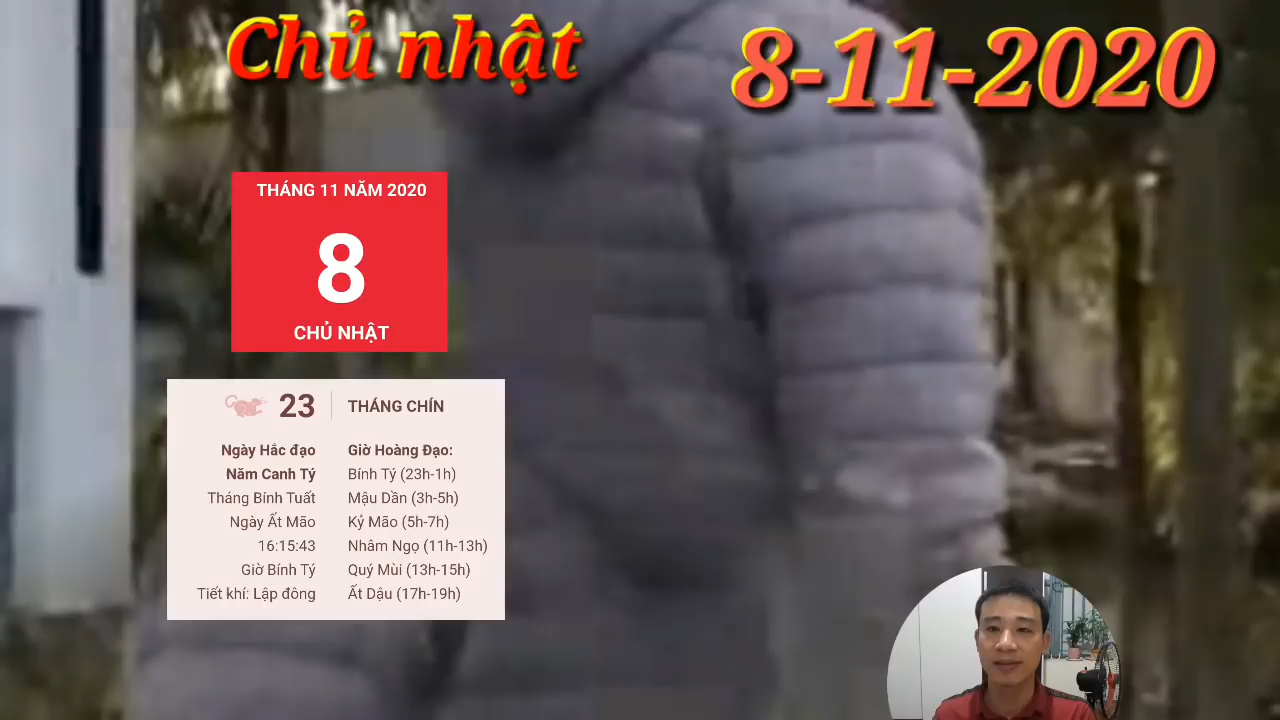 Chủ nhật
8-11-2020
THÁNG 11 NĂM 2020
8
CHỦ NHẬT
23
THÁNG CHÍN
Ngày Hắc đạo
Năm Canh Tý
Tháng Bính Tuất
Ngày Ất Mão
16:15:43
Giờ Bính Tý
Tiết khí: Lập đông
Giờ Hoàng Đạo:
Bính Tý (23h-1h)
Mậu Dần (3h-5h)
Kỷ Mão (5h-7h)
Nhâm Ngọ (11h-13h)
Quý Mùi (13h-15h)
Ất Dậu (17h-19h)